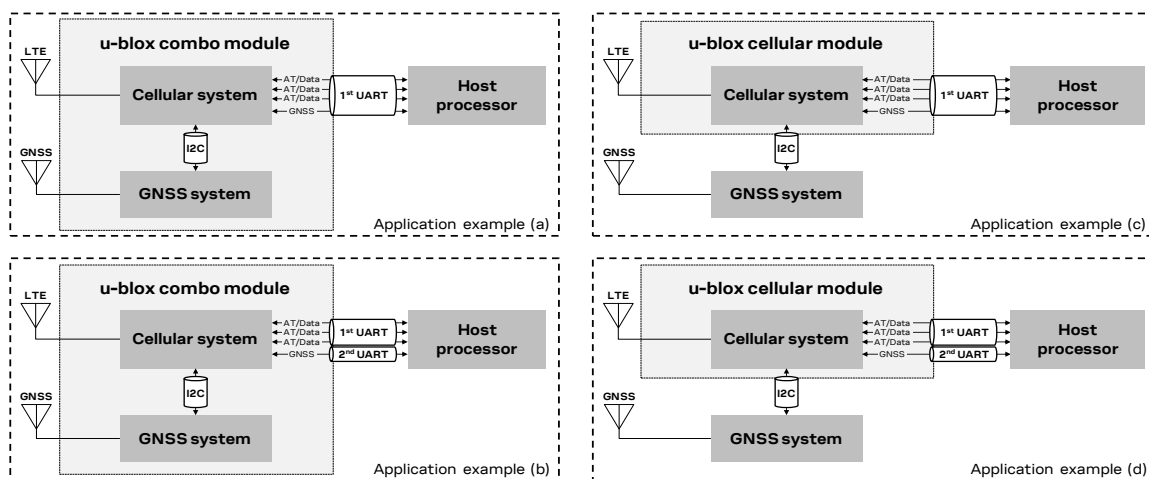 u-blox combo module
LTE
Cellular system
AT/Data
AT/Data
AT/Data
GNSS
1st UART
Host
processor
I2C
GNSS
GNSS system
Application example (a)
u-blox cellular module
LTE
Cellular system
AT/Data
AT/Data
AT/Data
GNSS
1st UART
Host
processor
I2C
GNSS
GNSS system
Application example (c)
u-blox combo module
LTE
Cellular system
AT/Data
AT/Data
AT/Data
GNSS
1st UART
2nd UART
Host
processor
I2C
GNSS
GNSS system
Application example (b)
u-blox cellular module
LTE
Cellular system
AT/Data
AT/Data
AT/Data
GNSS
1st UART
2nd UART
Host
processor
I2C
GNSS
GNSS system
Application example (d)